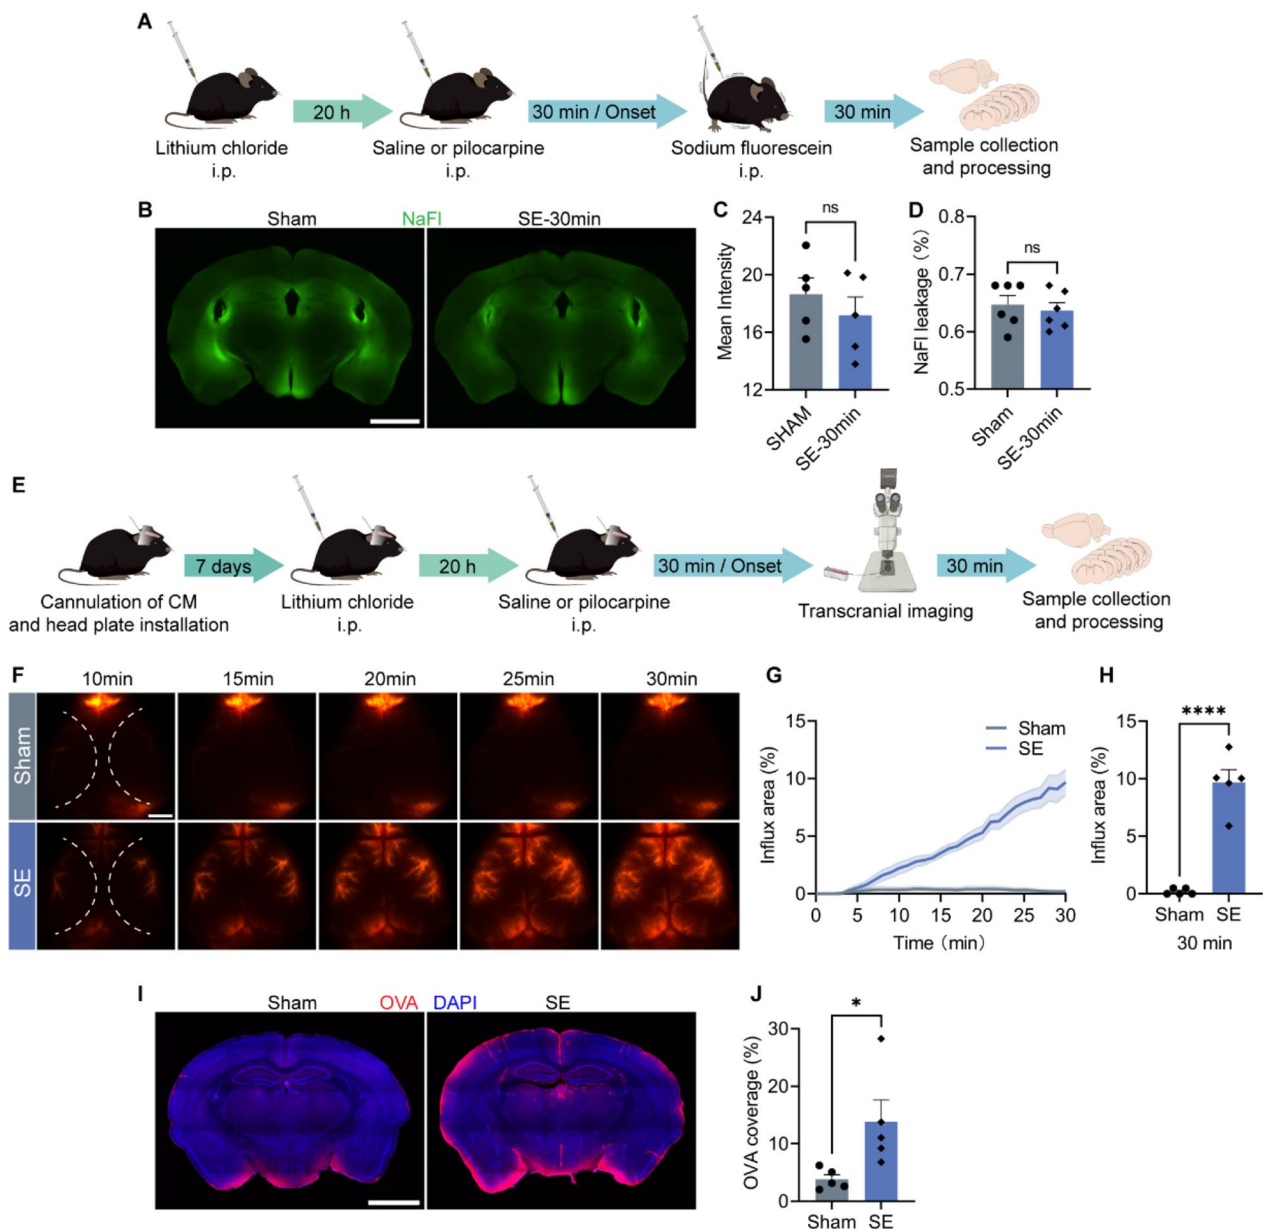 A
20 h
30 min / Onset
30 min
Lithium chloride
i.p.
Saline or pilocarpine
i.p.
Sodium fluorescein
i.p.
Sample collection
and processing
B
Sham
NaFl
SE-30min
C
ns
24
20
16
12
Mean Intensity
SHAM
SE-30min
D
ns
0.8
0.7
0.6
0.5
NaFl leakage (%)
Sham
SE-30min
E
7 days
20 h
30 min / Onset
30 min
Cannulation of CM
and head plate installation
Lithium chloride
i.p.
Saline or pilocarpine
i.p.
Transcranial imaging
Sample collection
and processing
F
10min
15min
20min
25min
30min
Sham
SE
G
15
10
5
0
Influx area (%)
Sham
SE
0
5
10
15
20
25
30
Time (min)
H
****
15
10
5
0
Influx area (%)
Sham
SE
30 min
I
Sham
OVA
DAPI
SE
J
*
30
20
10
0
OVA coverage (%)
Sham
SE